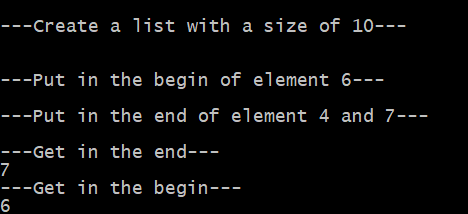 ---Create a list with a size of 10---
---Put in the begin of element 6---
---Put in the end of element 4 and 7---
---Get in the end---
7
---Get in the begin---
6